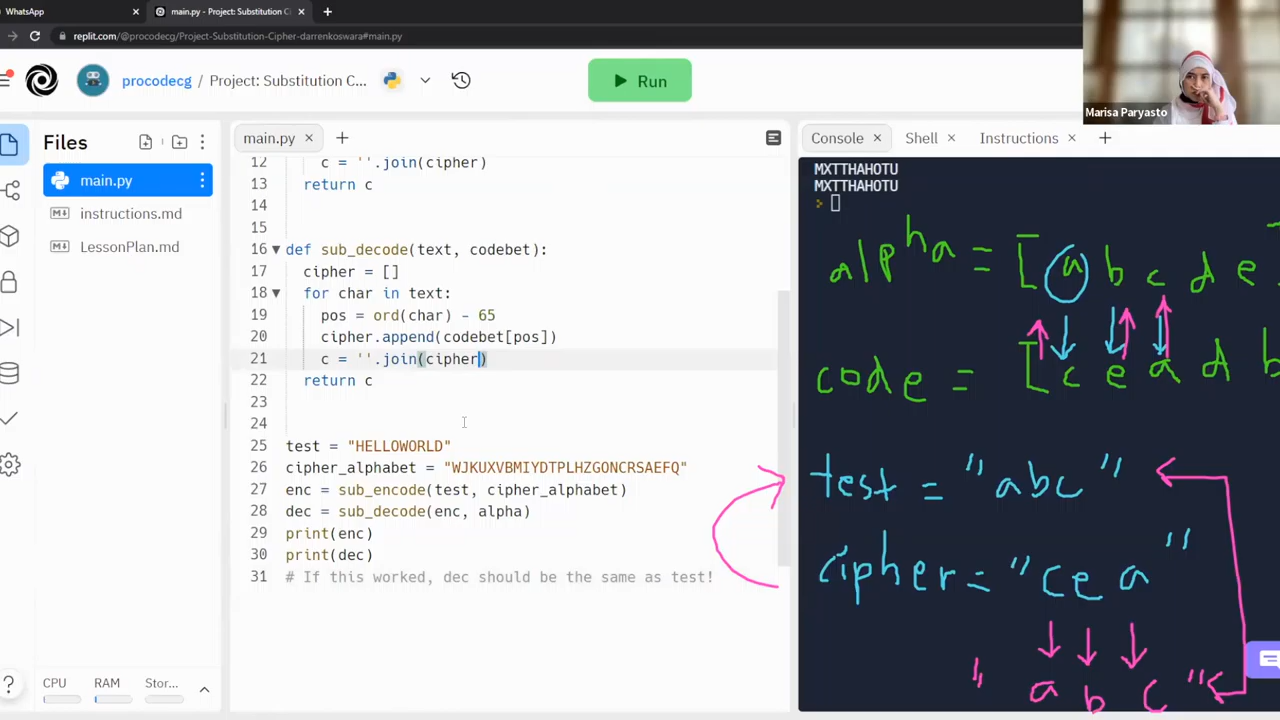 WhatsApp
main.py - Project: Substitution Ci
replit.com/@procodecg/Project-Substitution-Cipher-darrenkoswara#main.py
procodecg / Project: Substitution C...
Run
Marisa Paryasto
Files
main.py
instructions.md
LessonPlan.md
CPU RAM Stor...
main.py
12 c = ''.join(cipher)
13 return c
14
15
16 def sub_decode(text, codebet):
17 cipher = []
18 for char in text:
19 pos = ord(char) - 65
20 cipher.append(codebet[pos])
21 c = ''.join(cipher)
22 return c
23
24
25 test = "HELLOWORLD"
26 cipher_alphabet = "WJKUXVBMIYDTPLHZGONCRSAEFQ"
27 enc = sub_encode(test, cipher_alphabet)
28 dec = sub_decode(enc, alpha)
29 print(enc)
30 print(dec)
31 # If this worked, dec should be the same as test!
Console Shell Instructions
MXTTHAHOTU
MXTTHAHOTU
alpha = [ a b c d e
code = [ c e a d b
test = "abc"
cipher = "cea"
" a b c "